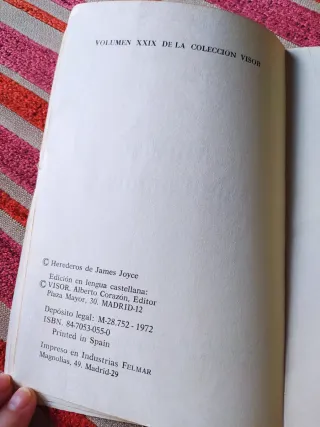 VOLUMEN XXIX DE LA COLECCION VISOR
© Herederos de James Joyce
Edición en lengua castellana:
© VISOR. Alberto Corazón, Editor
Plaza Mayor, 30. MADRID-12
Depósito legal: M-28.752 - 1972
ISBN. 84-7053-055-0
Printed in Spain
Impreso en Industrias FELMAR
Magnolias, 49. Madrid-29